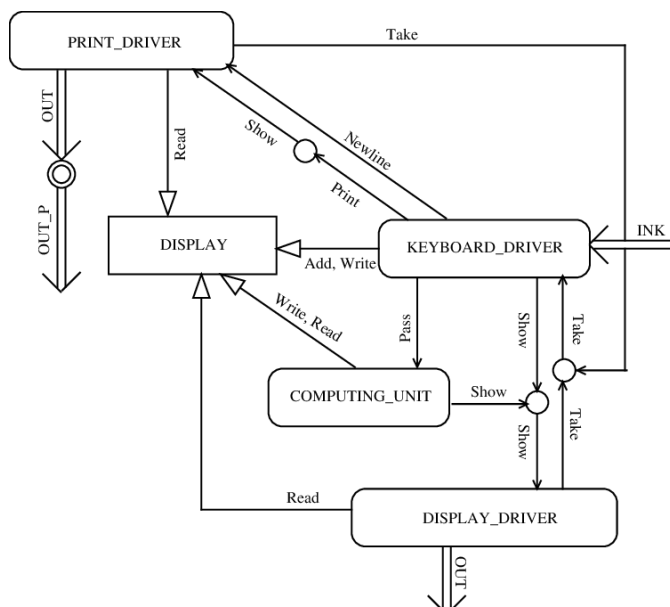 Take
PRINT_DRIVER
OUT
Read
Show
Newline
Print
OUT_P
INK
DISPLAY
KEYBOARD_DRIVER
Add, Write
Write, Read
Pass
Show
Take
COMPUTING_UNIT
Show
Show
Take
Read
DISPLAY_DRIVER
OUT